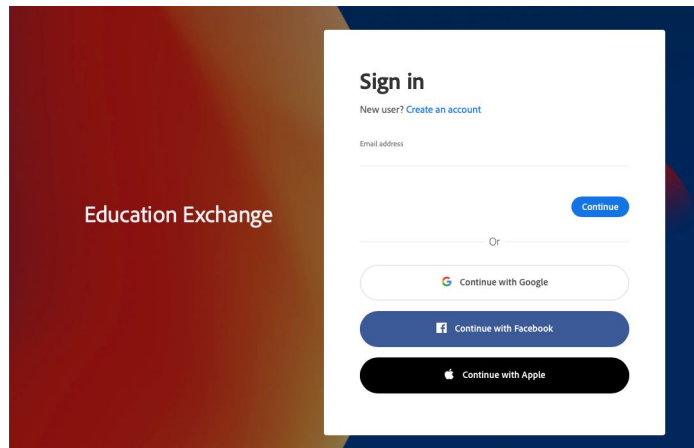 Sign in
New user? Create an account
Email address
Education Exchange
Continue
Or
Continue with Google
Continue with Facebook
Continue with Apple